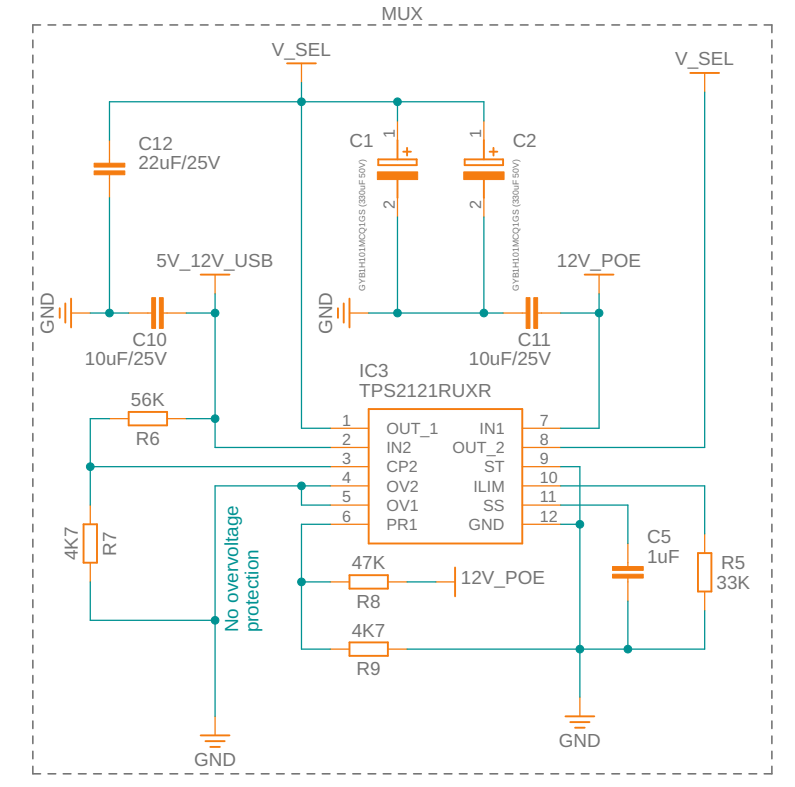 MUX
V_SEL
V_SEL
C12
22uF/25V
C1
1
+
2
GYB1H101MCQ1GS (330uF 50V)
C2
1
+
2
GYB1H101MCQ1GS (330uF 50V)
5V_12V_USB
12V_POE
GND
C10
10uF/25V
GND
C11
10uF/25V
IC3
TPS2121RUXR
56K
R6
1 OUT_1 IN1 7
2 IN2 OUT_2 8
3 CP2 ST 9
4 OV2 ILIM 10
5 OV1 SS 11
6 PR1 GND 12
4K7
R7
No overvoltage
protection
47K
R8
12V_POE
4K7
R9
C5
1uF
R5
33K
GND
GND